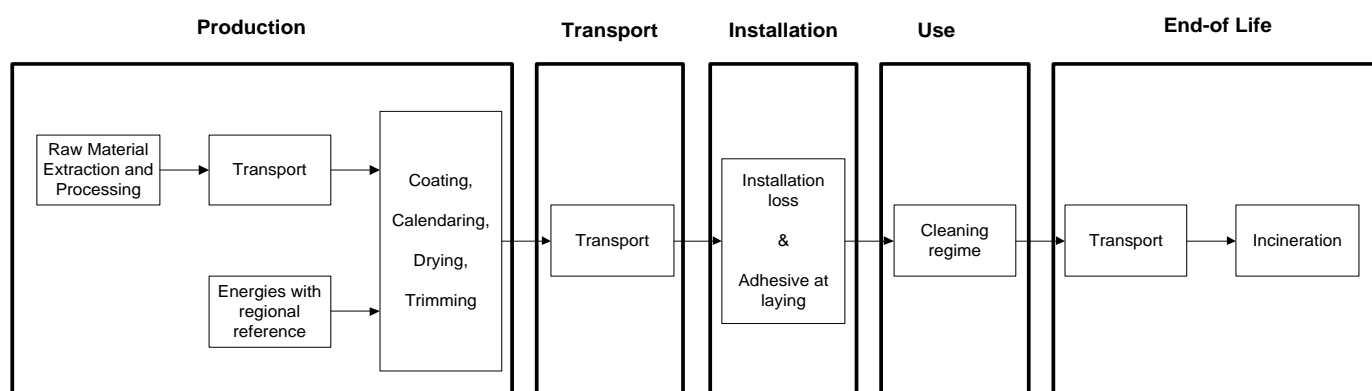 Production
Transport
Installation
Use
End-of Life
Raw Material
Extraction and
Processing
Transport
Energies with
regional
reference
Coating,
Calendaring,
Drying,
Trimming
Transport
Installation
loss
&
Adhesive at
laying
Cleaning
regime
Transport
Incineration